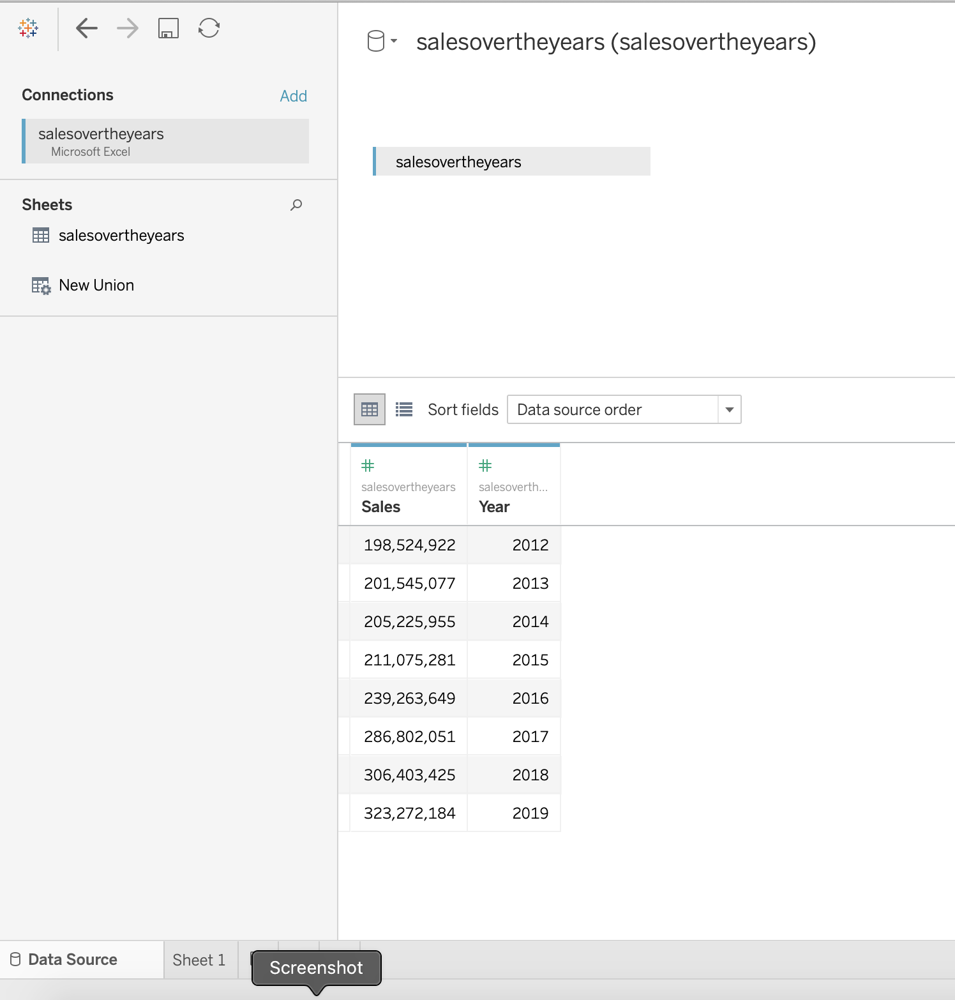 salesovertheyears (salesovertheyears)
Connections
Add
salesovertheyears
Microsoft Excel
salesovertheyears
Sheets
salesovertheyears
New Union
Sort fields
Data source order
salesovertheyears
salesoverth...
Sales
Year
198,524,922 2012
201,545,077 2013
205,225,955 2014
211,075,281 2015
239,263,649 2016
286,802,051 2017
306,403,425 2018
323,272,184 2019
Data Source
Sheet 1
Screenshot